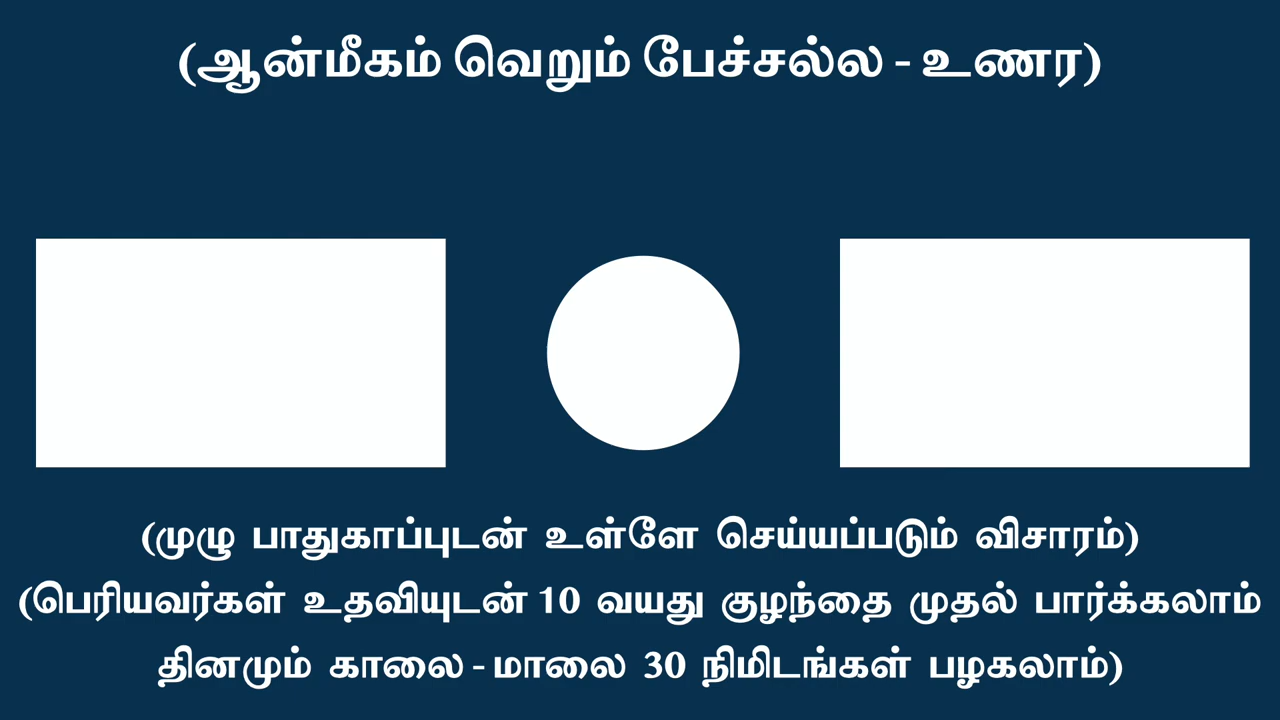 (ஆன்மீகம் வெறும் பேச்சல்ல - உணர)
(முழு பாதுகாப்புடன் உள்ளே செய்யப்படும் விசாரம்)
(பெரியவர்கள் உதவியுடன் 10 வயது குழந்தை முதல் பார்க்கலாம்
தினமும் காலை - மாலை 30 நிமிடங்கள் பழகலாம்)